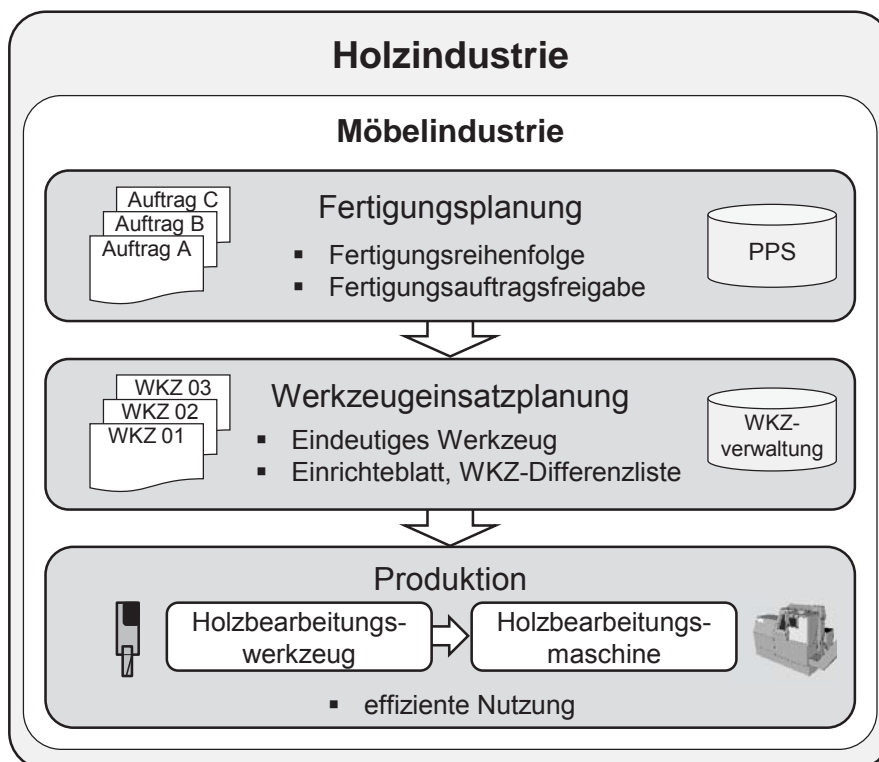 Holzindustrie
Möbelindustrie
Auftrag C
Auftrag B
Auftrag A
Fertigungsplanung
▪ Fertigungsreihenfolge
▪ Fertigungsauftragsfreigabe
PPS
WKZ 03
WKZ 02
WKZ 01
Werkzeugeinsatzplanung
▪ Eindeutiges Werkzeug
▪ Einrichteblatt, WKZ-Differenzliste
WKZ-
verwaltung
Produktion
Holzbearbeitungs-
werkzeug
Holzbearbeitungs-
maschine
▪ effiziente Nutzung